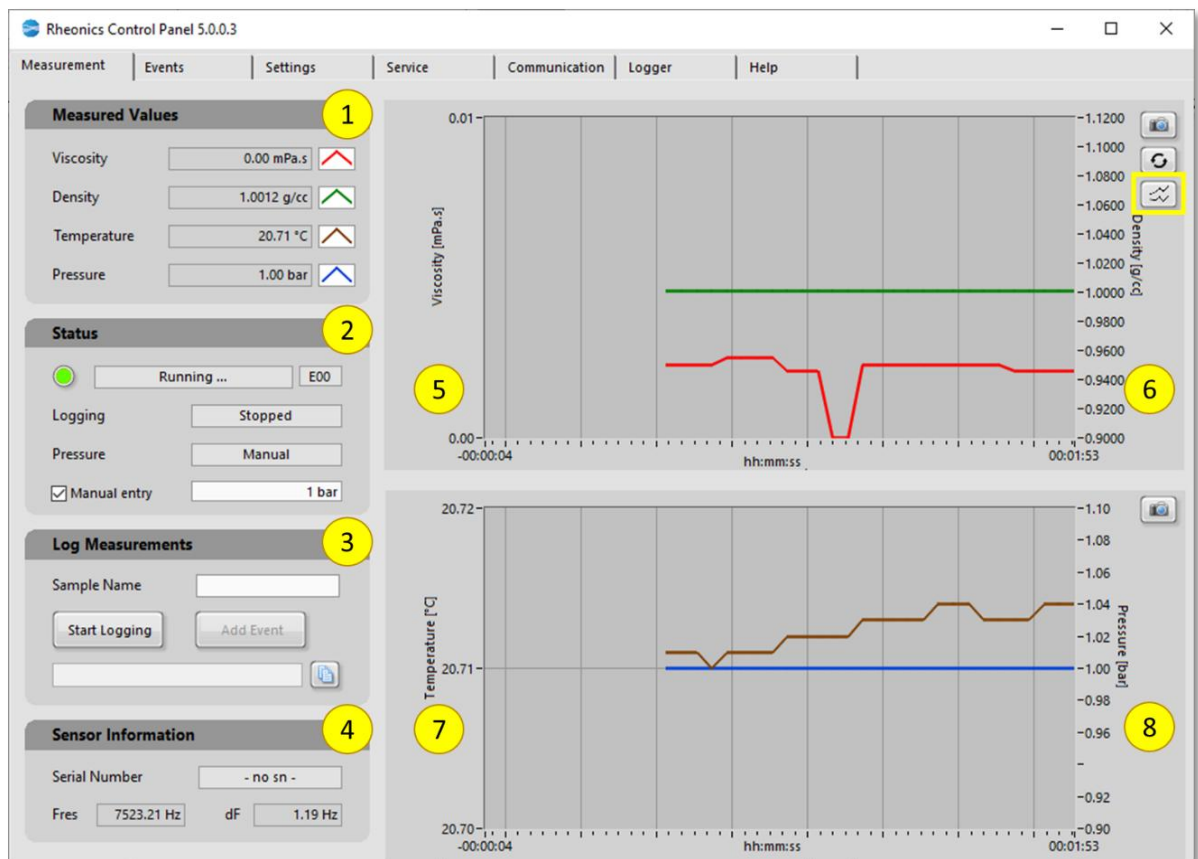 Rheonics Control Panel 5.0.0.3
Measurement Events Settings Service Communication Logger Help
Measured Values 1
Viscosity 0.00 mPa.s
Density 1.0012 g/cc
Temperature 20.71 °C
Pressure 1.00 bar
Status 2
Running ... E00
Logging Stopped
Pressure Manual
Manual entry 1 bar
Log Measurements 3
Sample Name
Start Logging Add Event
Sensor Information 4
Serial Number - no sn -
Fres 7523.21 Hz dF 1.19 Hz
0.01
Viscosity [mPa.s]
5
0.00
-00:00:04 hh:mm:ss 00:01:53
1.1200
1.1000
1.0800
1.0600
1.0400
1.0200
1.0000
0.9800
0.9600
0.9400
0.9200
0.9000
Density [g/cc]
6
20.72
20.71
20.70
Temperature [°C]
7
-00:00:04 hh:mm:ss 00:01:53
1.10
1.08
1.06
1.04
1.02
1.00
0.98
0.96
0.92
0.90
Pressure [bar]
8